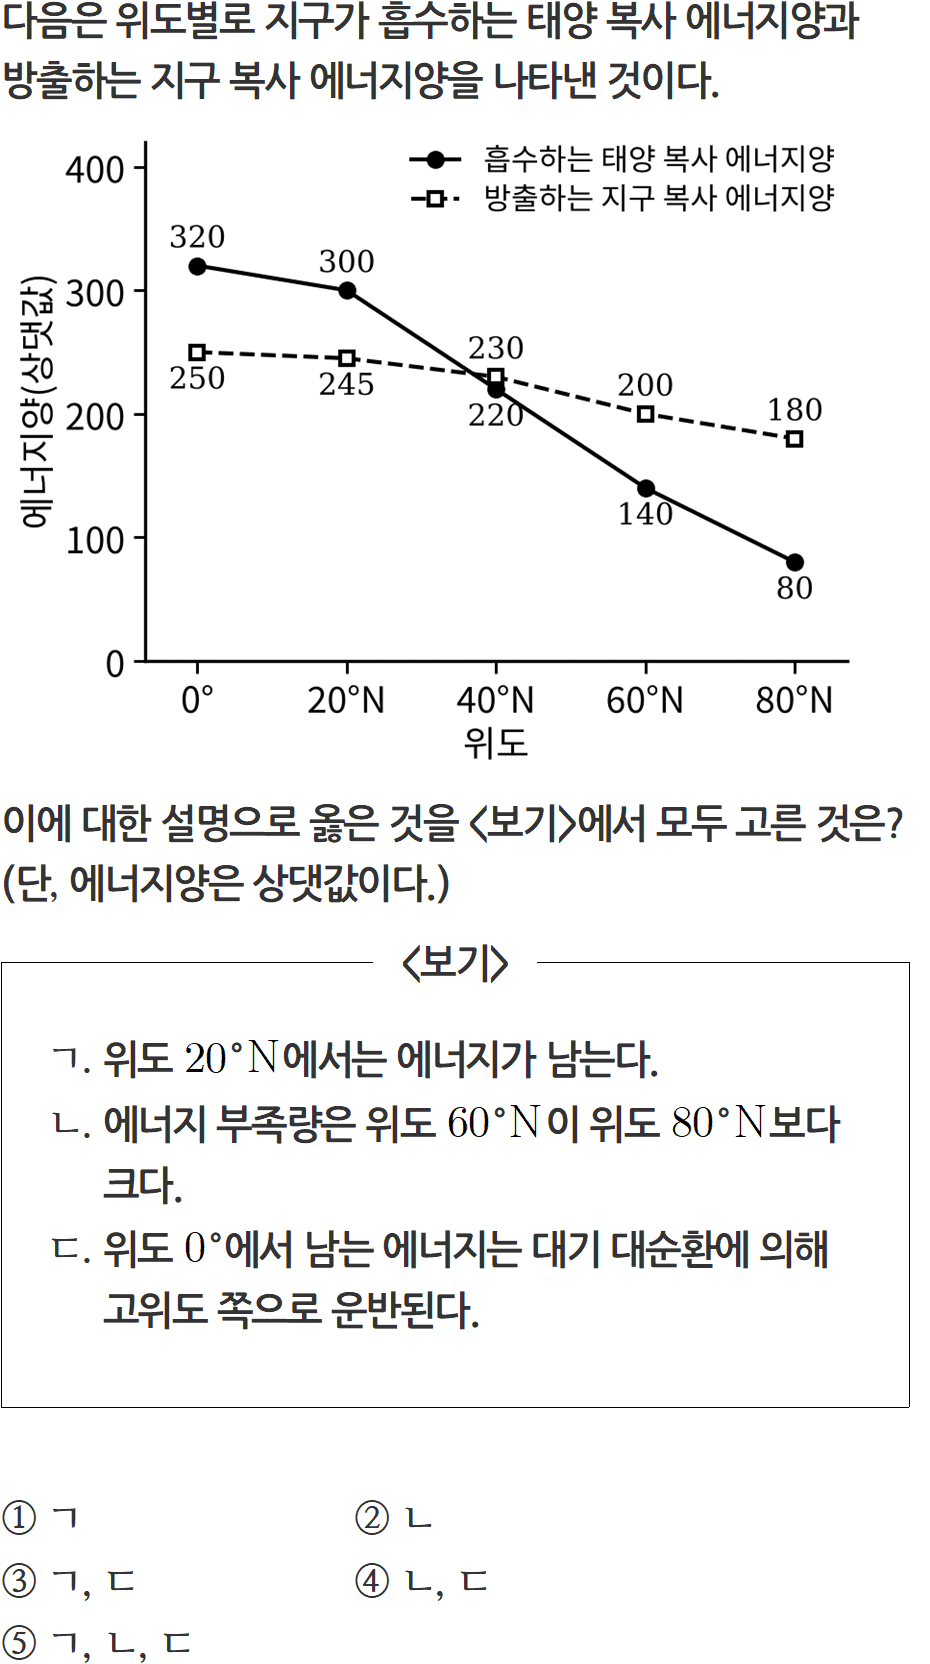 다음은 위도별로 지구가 흡수하는 태양 복사 에너지양과
방출하는 지구 복사 에너지양을 나타낸 것이다.
흡수하는 태양 복사 에너지양
방출하는 지구 복사 에너지양
에너지양(상댓값)
400
300
200
100
0
320
300
230
200
180
250
245
220
140
80
0° 20°N 40°N 60°N 80°N
위도
이에 대한 설명으로 옳은 것을 <보기>에서 모두 고른 것은?
(단, 에너지양은 상댓값이다.)
<보기>
ㄱ. 위도 20°N에서는 에너지가 남는다.
ㄴ. 에너지 부족량은 위도 60°N이 위도 80°N보다
크다.
ㄷ. 위도 0°에서 남는 에너지는 대기 대순환에 의해
고위도 쪽으로 운반된다.
① ㄱ ② ㄴ
③ ㄱ, ㄷ ④ ㄴ, ㄷ
⑤ ㄱ, ㄴ, ㄷ